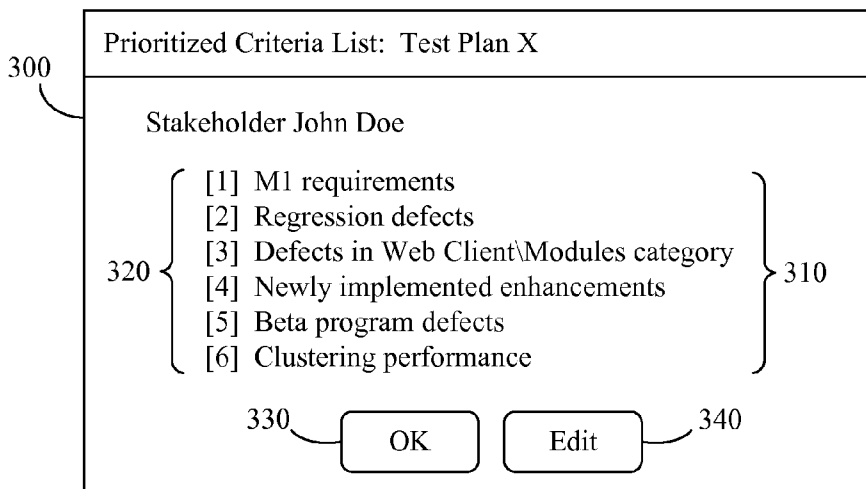 Prioritized Criteria List: Test Plan X
300
Stakeholder John Doe
[1] M1 requirements
[2] Regression defects
[3] Defects in Web Client\Modules category
320
310
[4] Newly implemented enhancements
[5] Beta program defects
[6] Clustering performance
330
OK
Edit
340